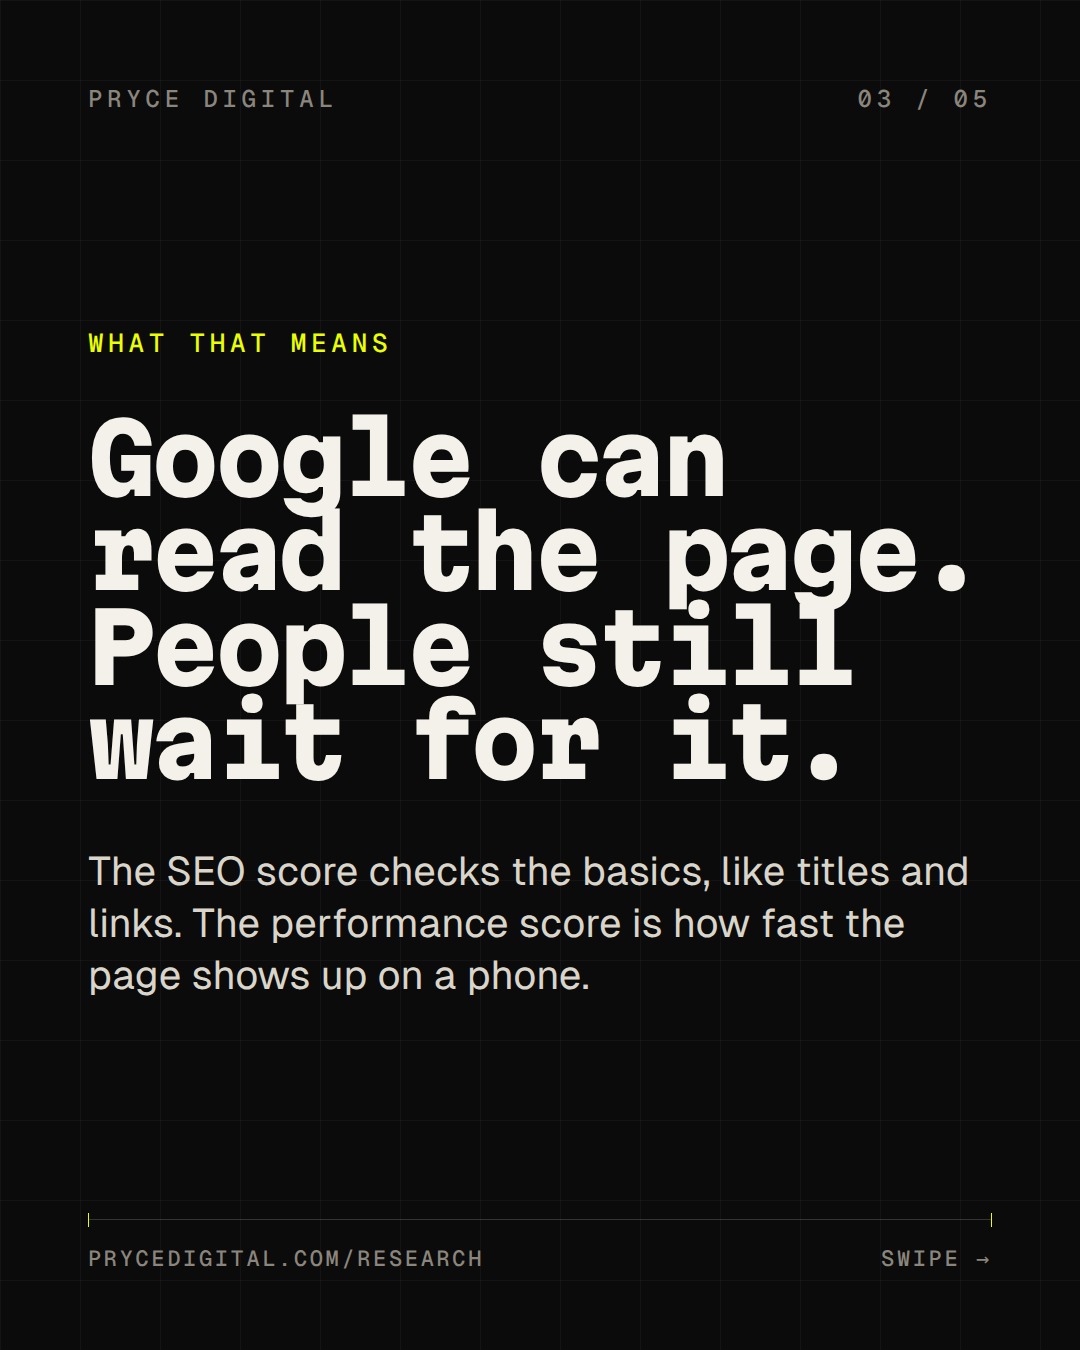 PRYCE DIGITAL
03 / 05
WHAT THAT MEANS
Google can
read the page.
People still
wait for it.
The SEO score checks the basics, like titles and
links. The performance score is how fast the
page shows up on a phone.
PRYCEDIGITAL.COM/RESEARCH
SWIPE →